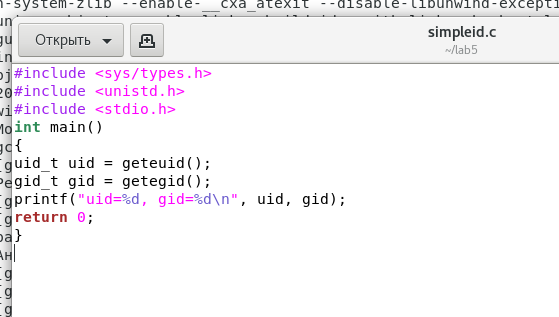 n-system-zlib --enable-__cxa_atexit --disable-libunwind-excepti
Открыть
simpleid.c
~/lab5
#include <sys/types.h>
#include <unistd.h>
#include <stdio.h>
int main()
{
uid_t uid = geteuid();
gid_t gid = getegid();
printf("uid=%d, gid=%d\n", uid, gid);
return 0;
}